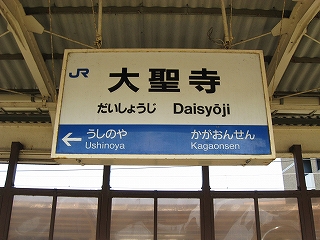 JR
大聖寺
だいしょうじ Daisyōji
← うしのや かがおんせん
Ushinoya Kagaonsen